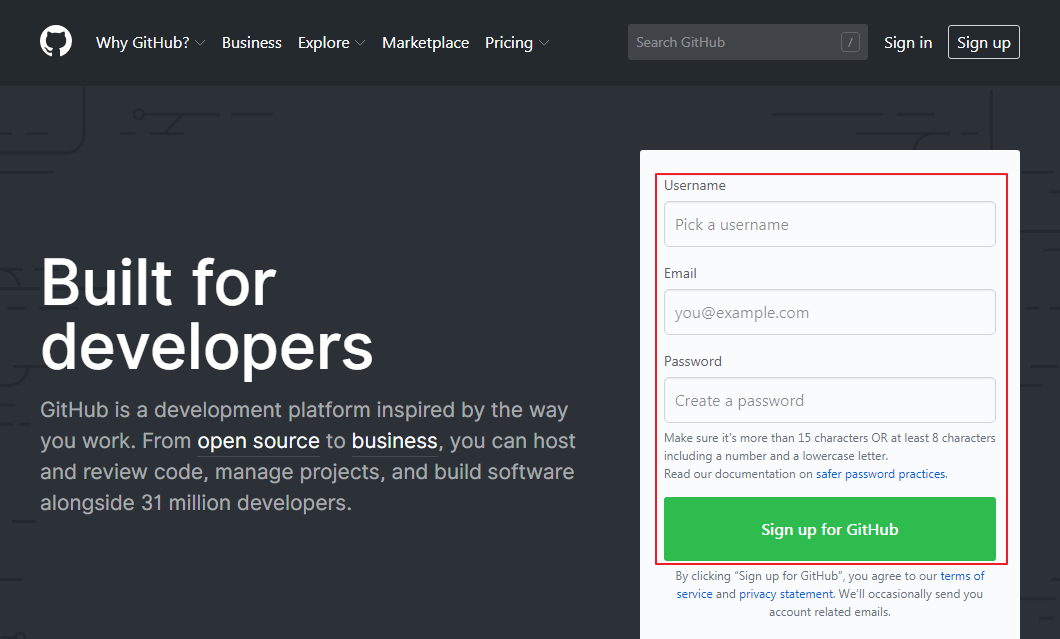 Why GitHub? Business Explore Marketplace Pricing Search GitHub / Sign in Sign up
Built for
developers
GitHub is a development platform inspired by the way
you work. From open source to business, you can host
and review code, manage projects, and build software
alongside 31 million developers.
Username
Pick a username
Email
you@example.com
Password
Create a password
Make sure it's more than 15 characters OR at least 8 characters
including a number and a lowercase letter.
Read our documentation on safer password practices.
Sign up for GitHub
By clicking “Sign up for GitHub”, you agree to our terms of
service and privacy statement. We’ll occasionally send you
account related emails.